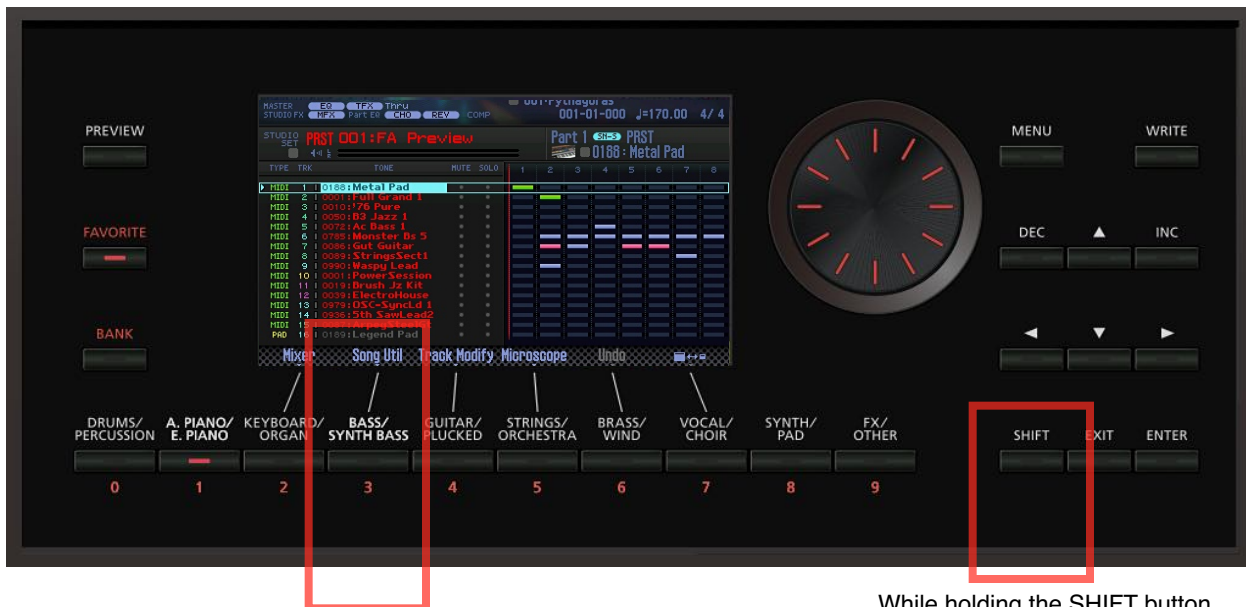 MASTER EQ TFX Thru
STUDIO FX MFX Part EQ CHO REV COMP
001:Pythagoras
001-01-000 ♩=170.00 4/4
STUDIO SET PRST 001:FA Preview
Part 1 SN-S PRST
0188:Metal Pad
TYPE TRK TONE MUTE SOLO 1 2 3 4 5 6 7 8
MIDI 1 0188:Metal Pad
MIDI 2 0001:Full Grand 1
MIDI 3 0010:'76 Pure
MIDI 4 0050:B3 Jazz 1
MIDI 5 0072:Ac Bass 1
MIDI 6 0785:Monster Bs 5
MIDI 7 0086:Gut Guitar
MIDI 8 0089:StringsSect1
MIDI 9 0990:Waspy Lead
MIDI 10 0001:PowerSession
MIDI 11 0019:Brush Jz Kit
MIDI 12 0039:ElectroHouse
MIDI 13 0979:OSC-SyncLd 1
MIDI 14 0936:5th SawLead2
MIDI 15
PAD 16 0189:Legend Pad
Mixer Song Util Track Modify Microscope Undo
PREVIEW
FAVORITE
BANK
MENU WRITE
DEC ▲ INC
◄ ▼ ►
SHIFT EXIT ENTER
DRUMS/ PERCUSSION
A. PIANO/ E. PIANO
KEYBOARD/ ORGAN
BASS/ SYNTH BASS
GUITAR/ PLUCKED
STRINGS/ ORCHESTRA
BRASS/ WIND
VOCAL/ CHOIR
SYNTH/ PAD
FX/ OTHER
0 1 2 3 4 5 6 7 8 9
While holding the SHIFT button